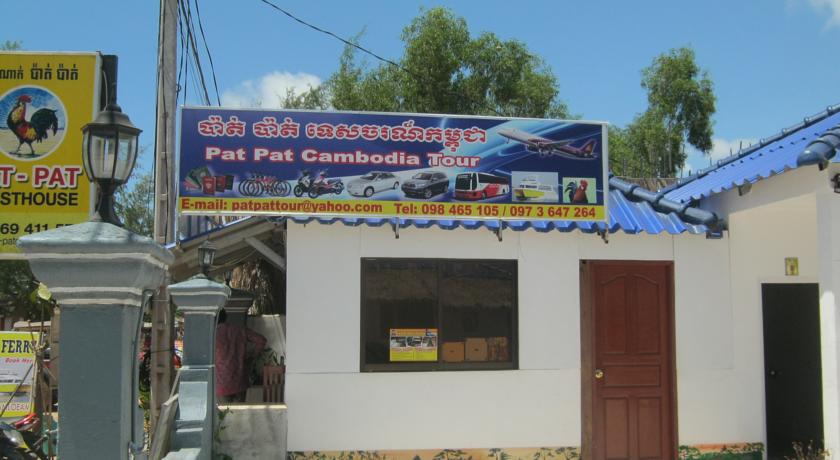 ណាក់ ប៉ាត់ ប៉ាត់
T - PAT
STHOUSE
69 411
ប៉ាត់ ប៉ាត់ ទេសចរណ៍កម្ពុជា
Pat Pat Cambodia Tour
E-mail: patpattour@yahoo.com Tel: 098 465 105 / 097 3 647 264
FERR